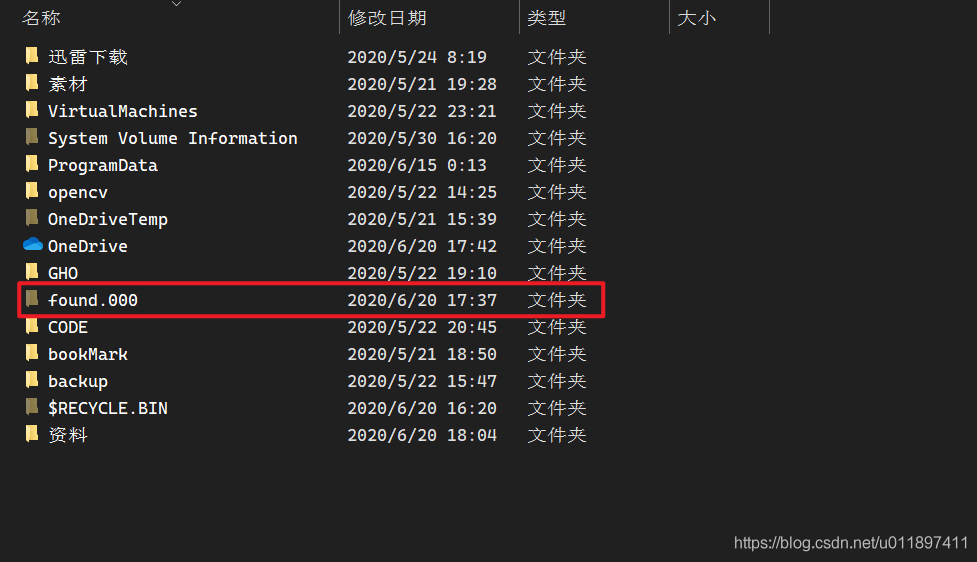 名称 修改日期 类型 大小
迅雷下载 2020/5/24 8:19 文件夹
素材 2020/5/21 19:28 文件夹
VirtualMachines 2020/5/22 23:21 文件夹
System Volume Information 2020/5/30 16:20 文件夹
ProgramData 2020/6/15 0:13 文件夹
opencv 2020/5/22 14:25 文件夹
OneDriveTemp 2020/5/21 15:39 文件夹
OneDrive 2020/6/20 17:42 文件夹
GHO 2020/5/22 19:10 文件夹
found.000 2020/6/20 17:37 文件夹
CODE 2020/5/22 20:45 文件夹
bookMark 2020/5/21 18:50 文件夹
backup 2020/5/22 15:47 文件夹
$RECYCLE.BIN 2020/6/20 16:20 文件夹
资料 2020/6/20 18:04 文件夹
https://blog.csdn.net/u011897411